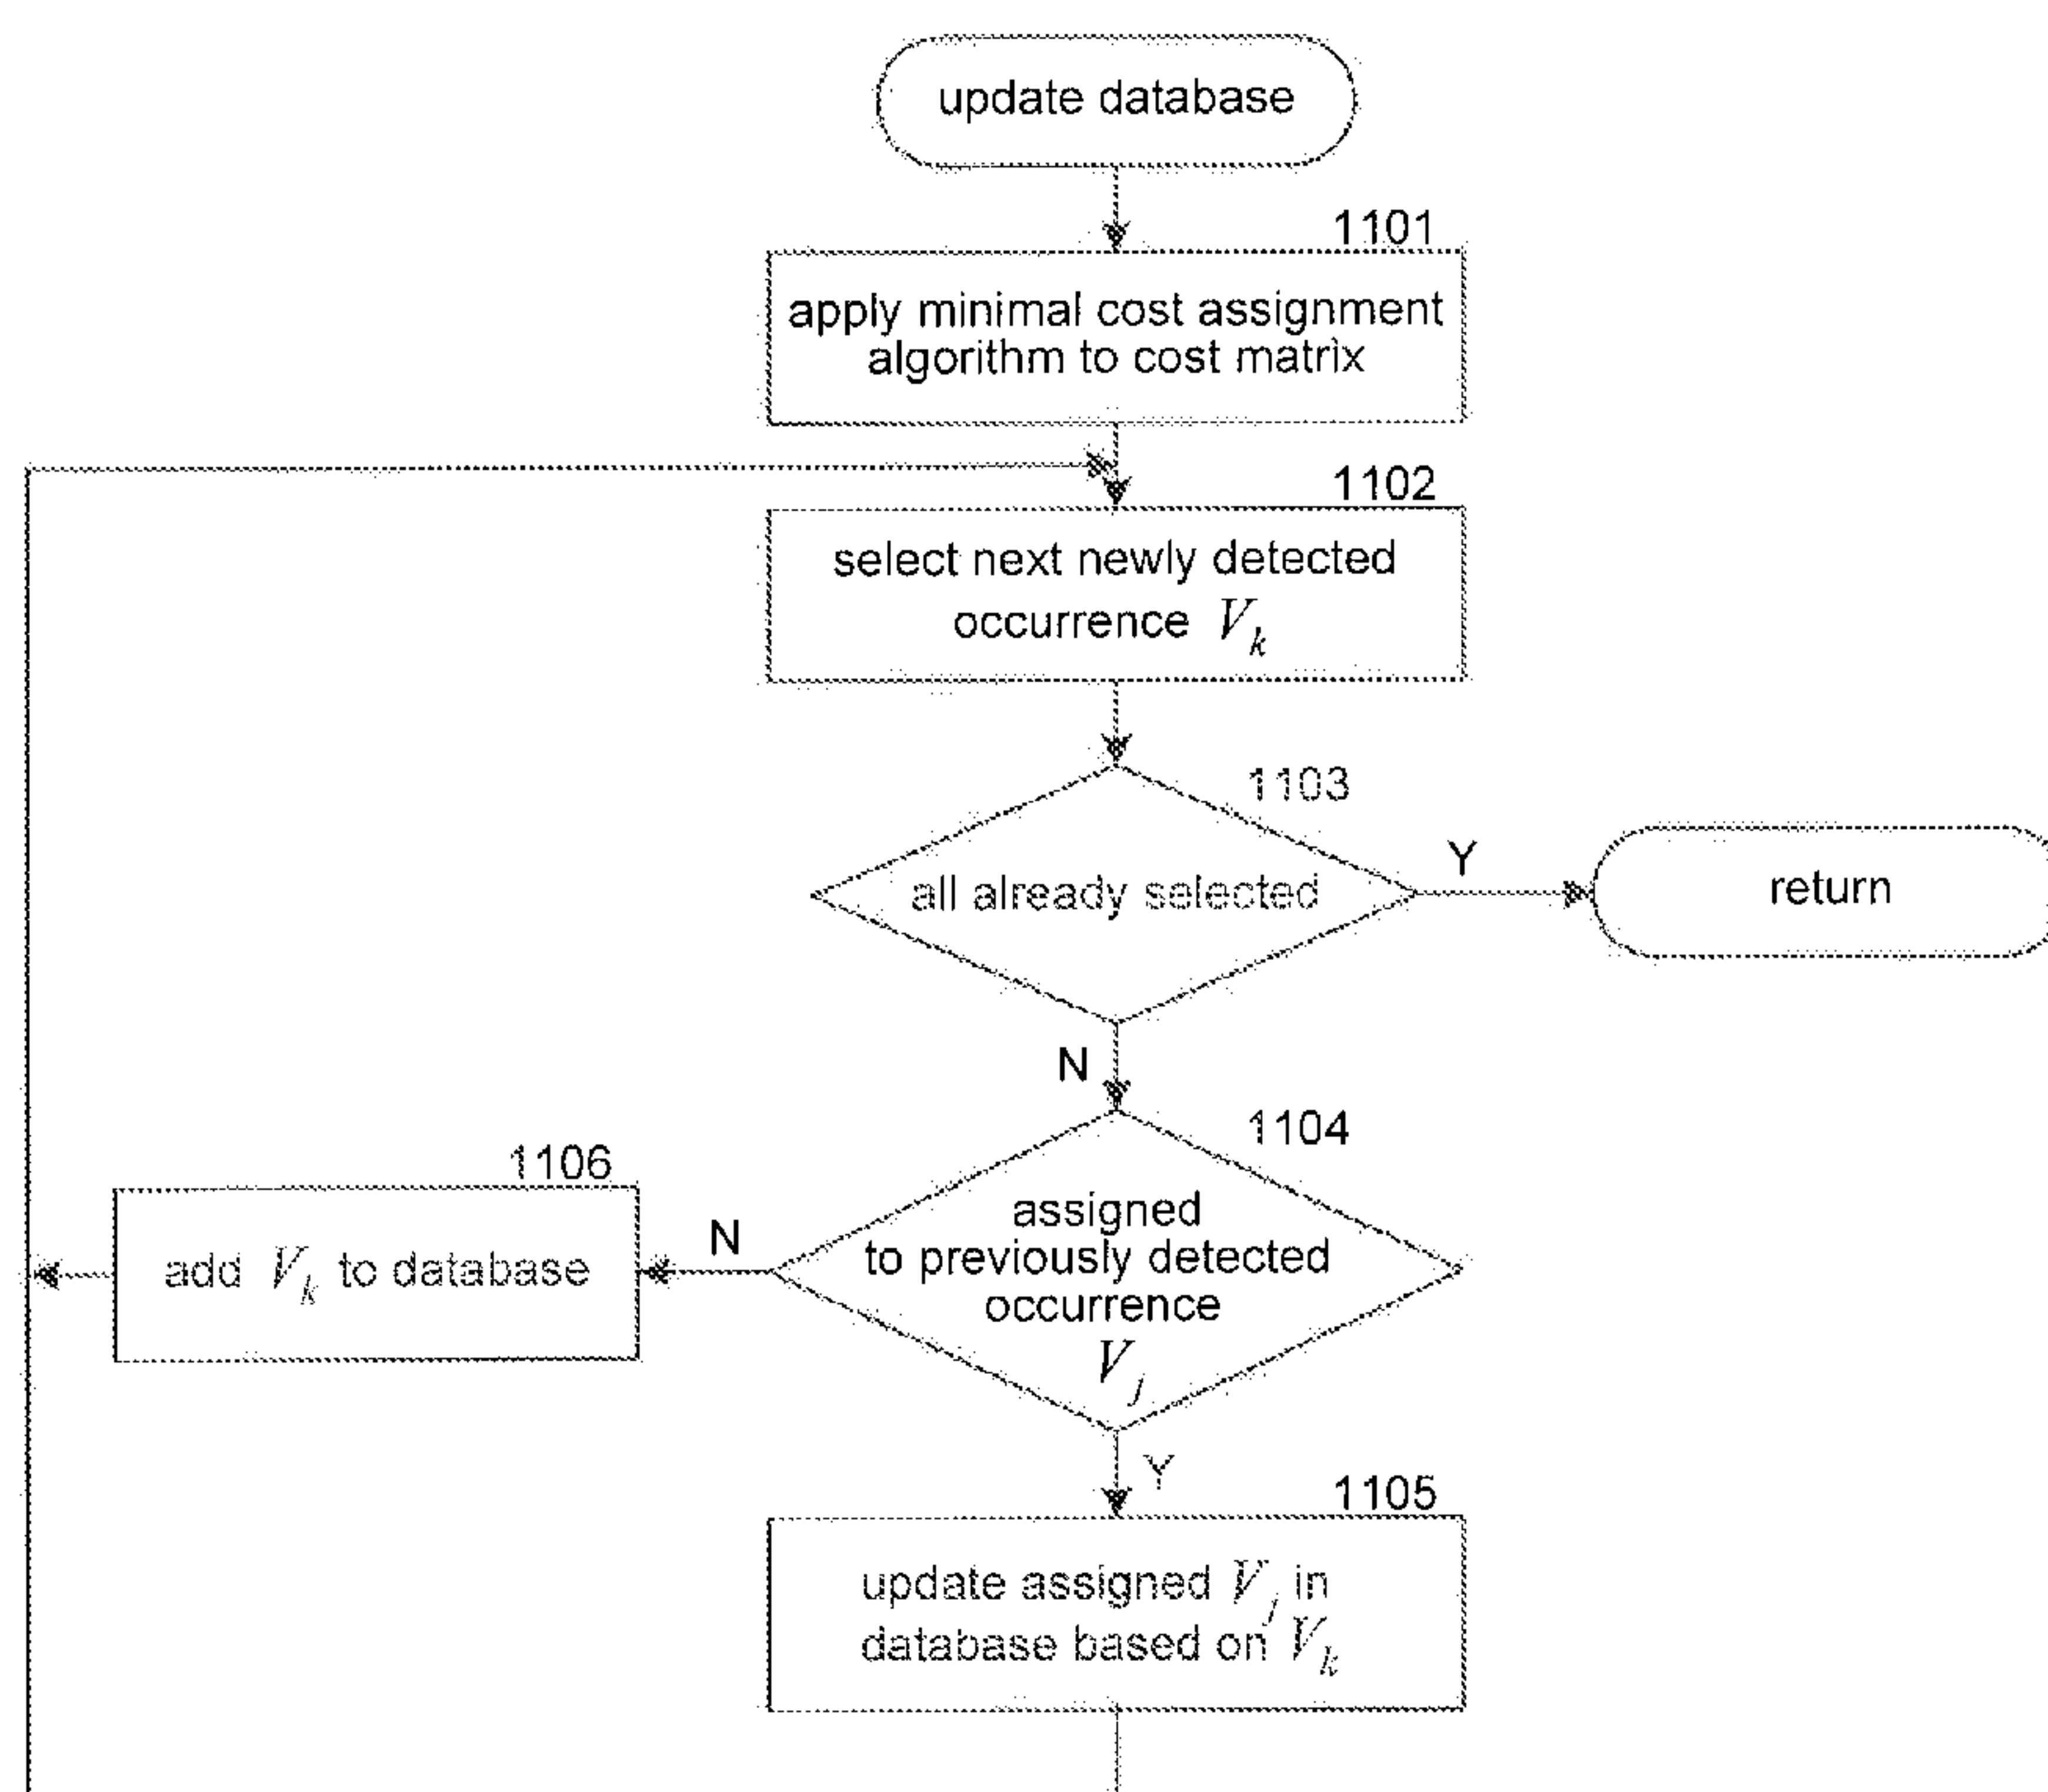 update database
1101
apply minimal cost assignment
algorithm to cost matrix
1102
select next newly detected
occurrence V_k
1103
all already selected
Y
return
N
1104
assigned
to previously detected
occurrence
V_j
N
1106
add V_k to database
Y
1105
update assigned V_j in
database based on V_k